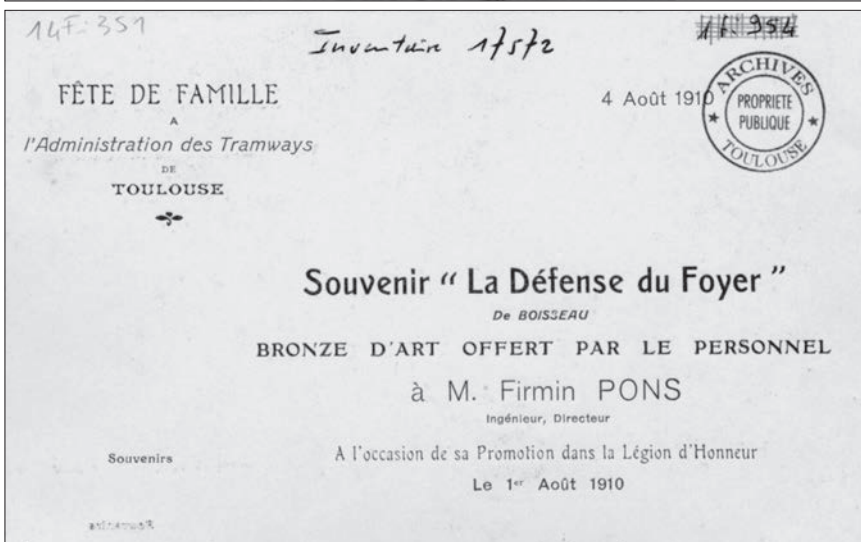 14Fi 351
Inventaire 17572
FÊTE DE FAMILLE
A
l'Administration des Tramways
DE
TOULOUSE
4 Août 1910
ARCHIVES
PROPRIETE
PUBLIQUE
TOULOUSE
Souvenir " La Défense du Foyer "
De BOISSEAU
BRONZE D'ART OFFERT PAR LE PERSONNEL
à M. Firmin PONS
Ingénieur, Directeur
A l'occasion de sa Promotion dans la Légion d'Honneur
Le 1er Août 1910
Souvenirs